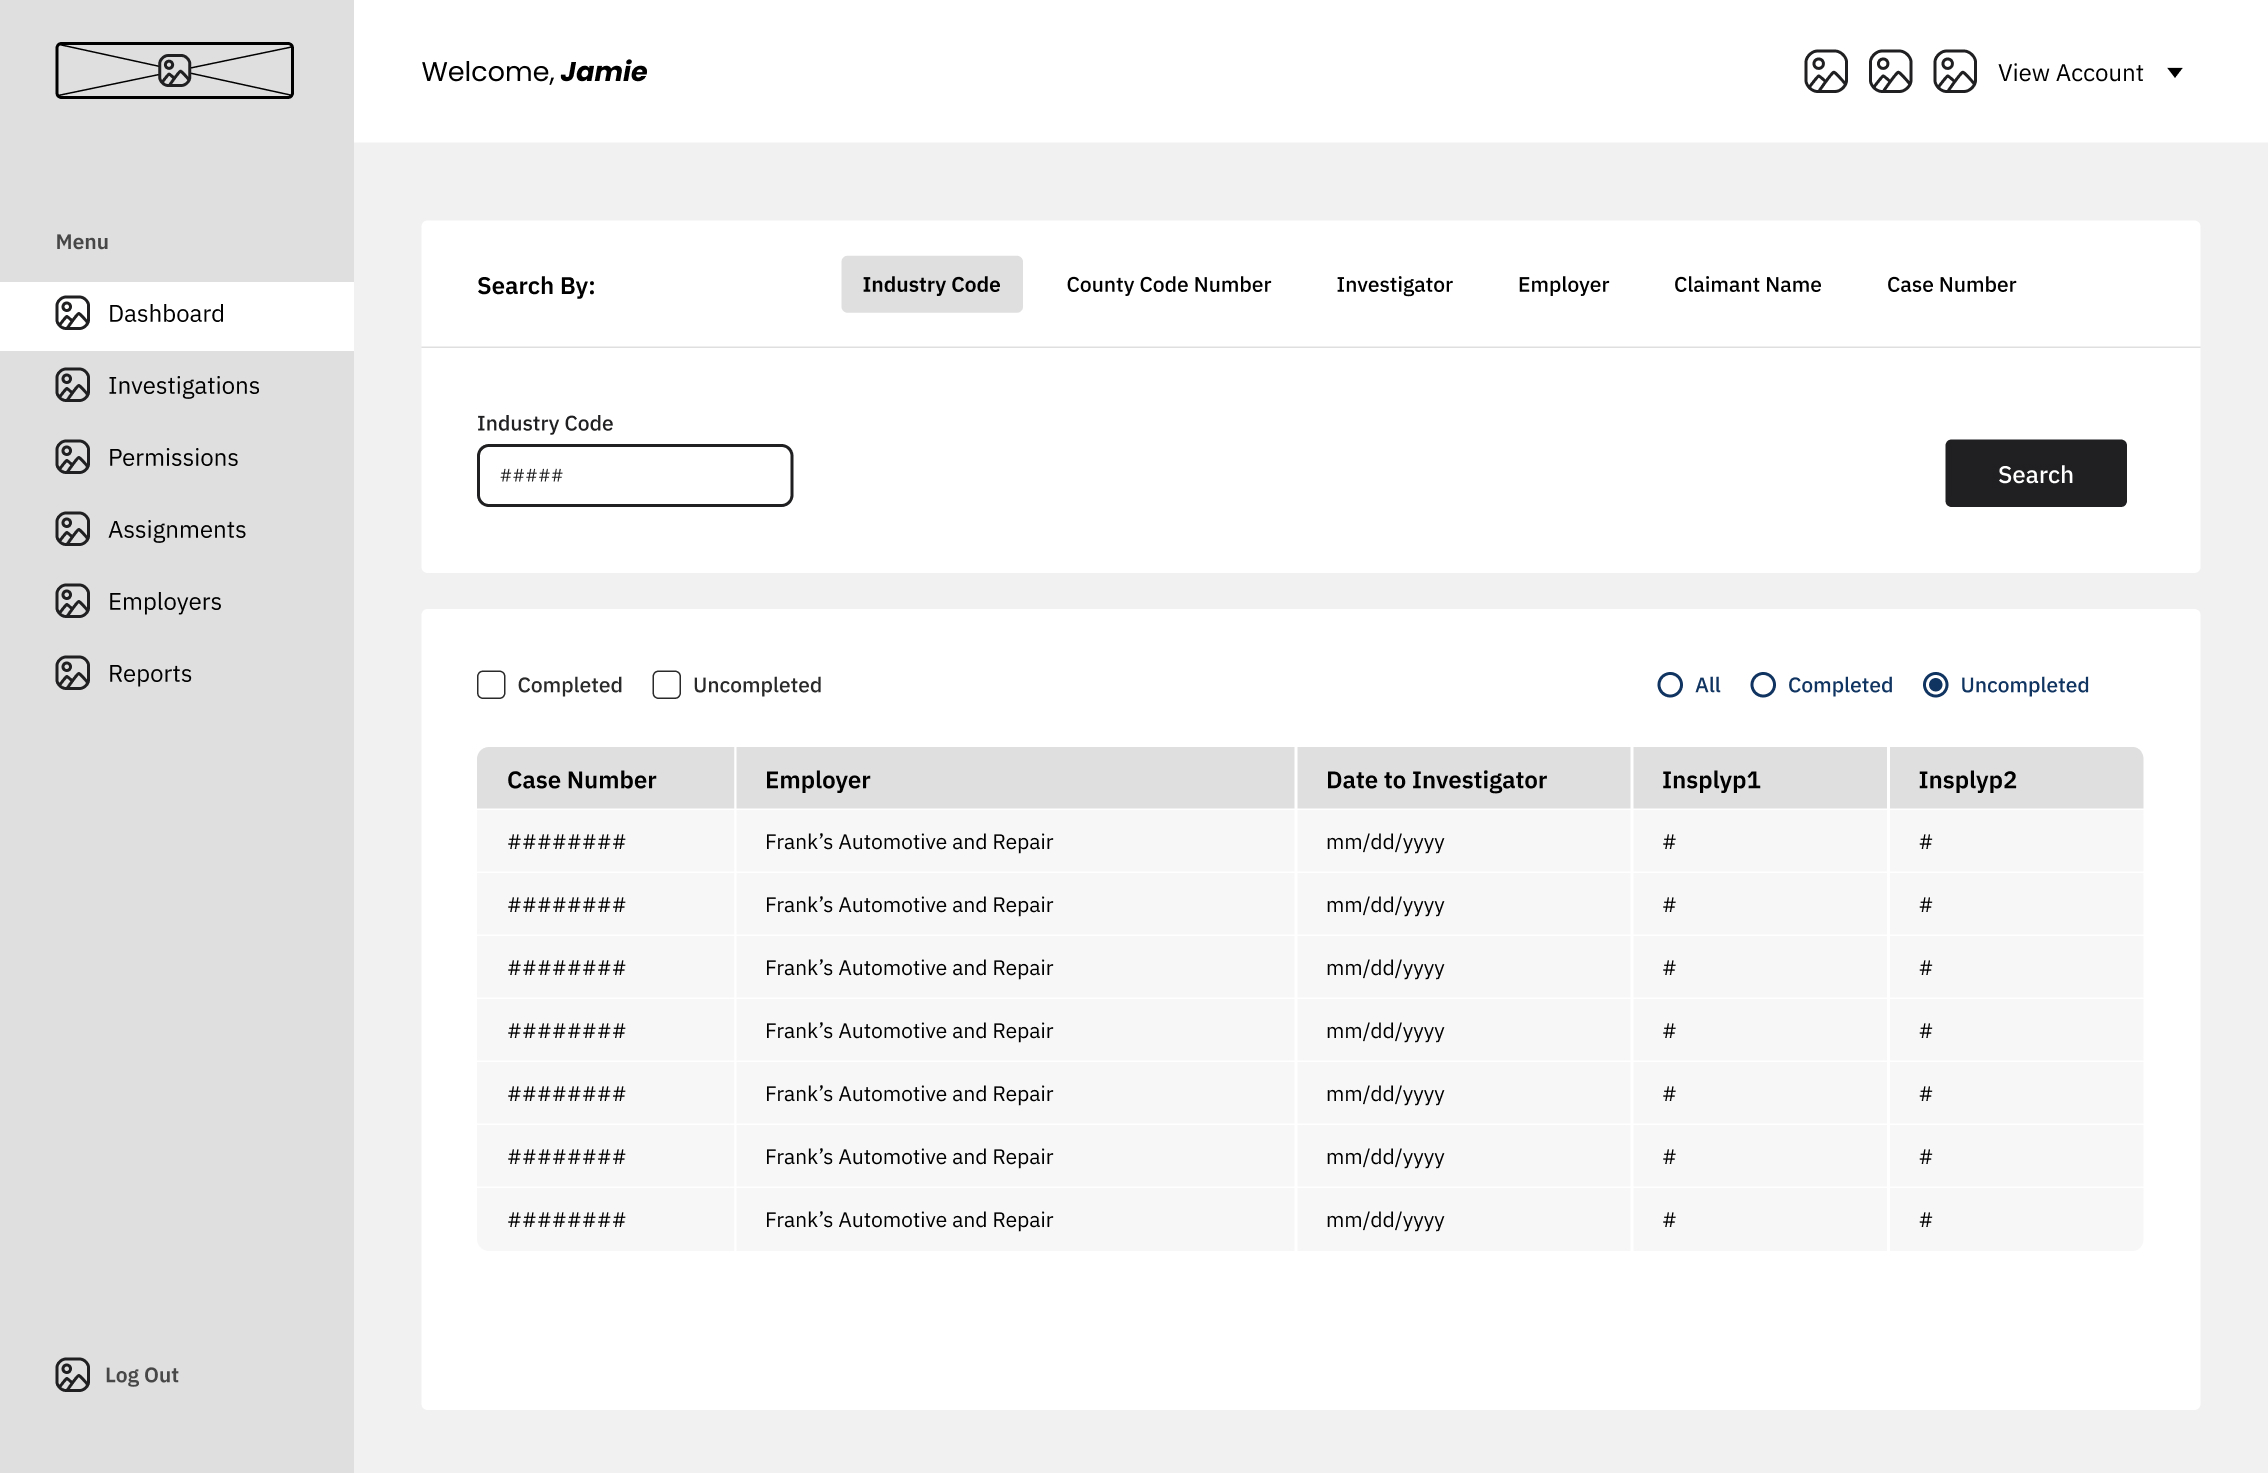 Welcome, Jamie
View Account
Menu
Dashboard
Investigations
Permissions
Assignments
Employers
Reports
Log Out
Search By:
Industry Code
County Code Number
Investigator
Employer
Claimant Name
Case Number
Industry Code
#####
Search
Completed
Uncompleted
All
Completed
Uncompleted
Case Number Employer Date to Investigator Insplyp1 Insplyp2
######## Frank’s Automotive and Repair mm/dd/yyyy # #
######## Frank’s Automotive and Repair mm/dd/yyyy # #
######## Frank’s Automotive and Repair mm/dd/yyyy # #
######## Frank’s Automotive and Repair mm/dd/yyyy # #
######## Frank’s Automotive and Repair mm/dd/yyyy # #
######## Frank’s Automotive and Repair mm/dd/yyyy # #
######## Frank’s Automotive and Repair mm/dd/yyyy # #